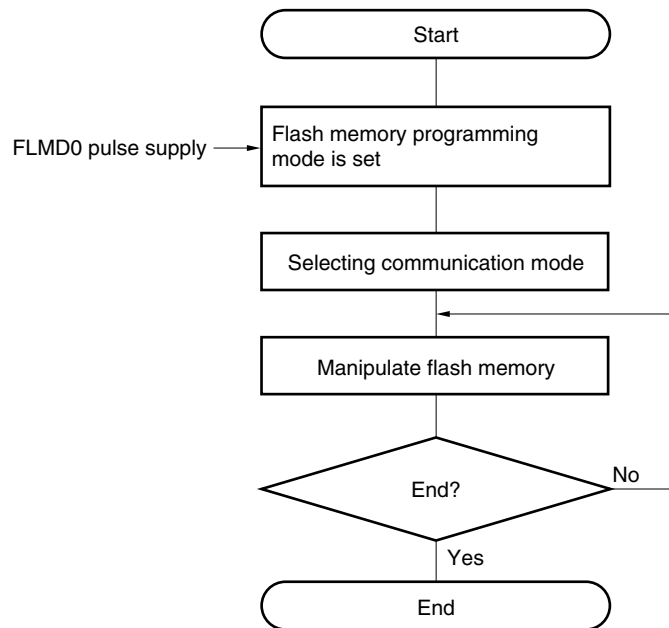 Start
FLMD0 pulse supply
Flash memory programming
mode is set
Selecting communication mode
Manipulate flash memory
End?
No
Yes
End